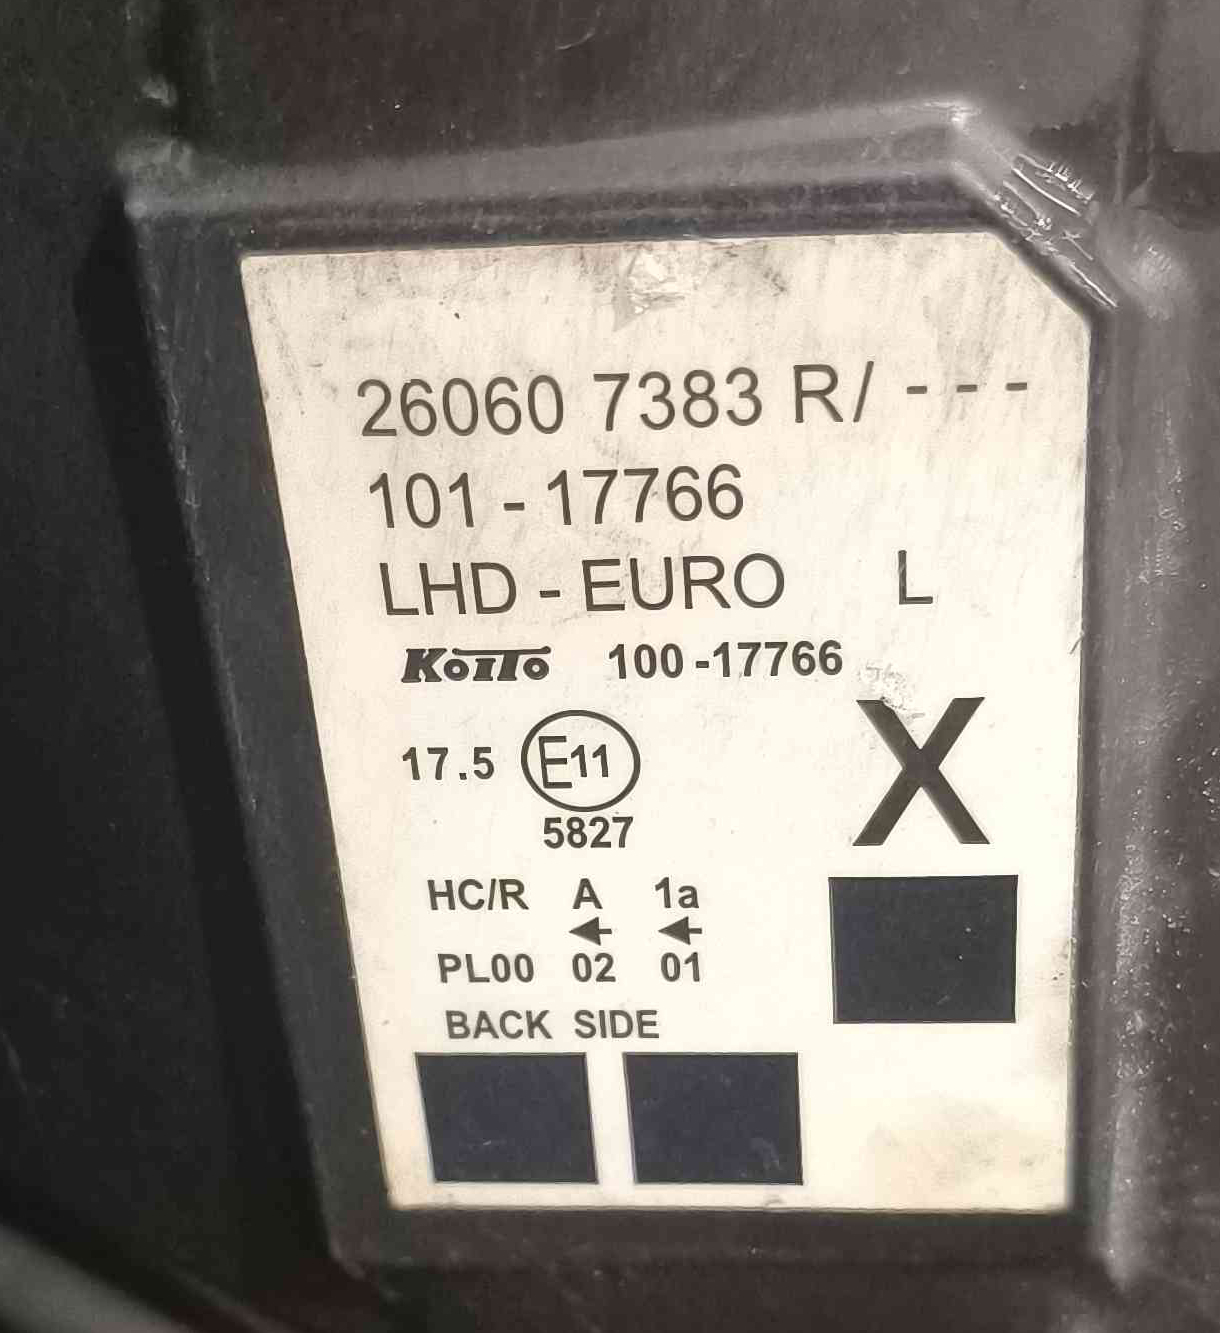 26060 7383 R/ - - -
101 - 17766
LHD - EURO L
KOITO 100 -17766
X
17.5 E11
5827
HC/R A 1a
← ←
PL00 02 01
BACK SIDE